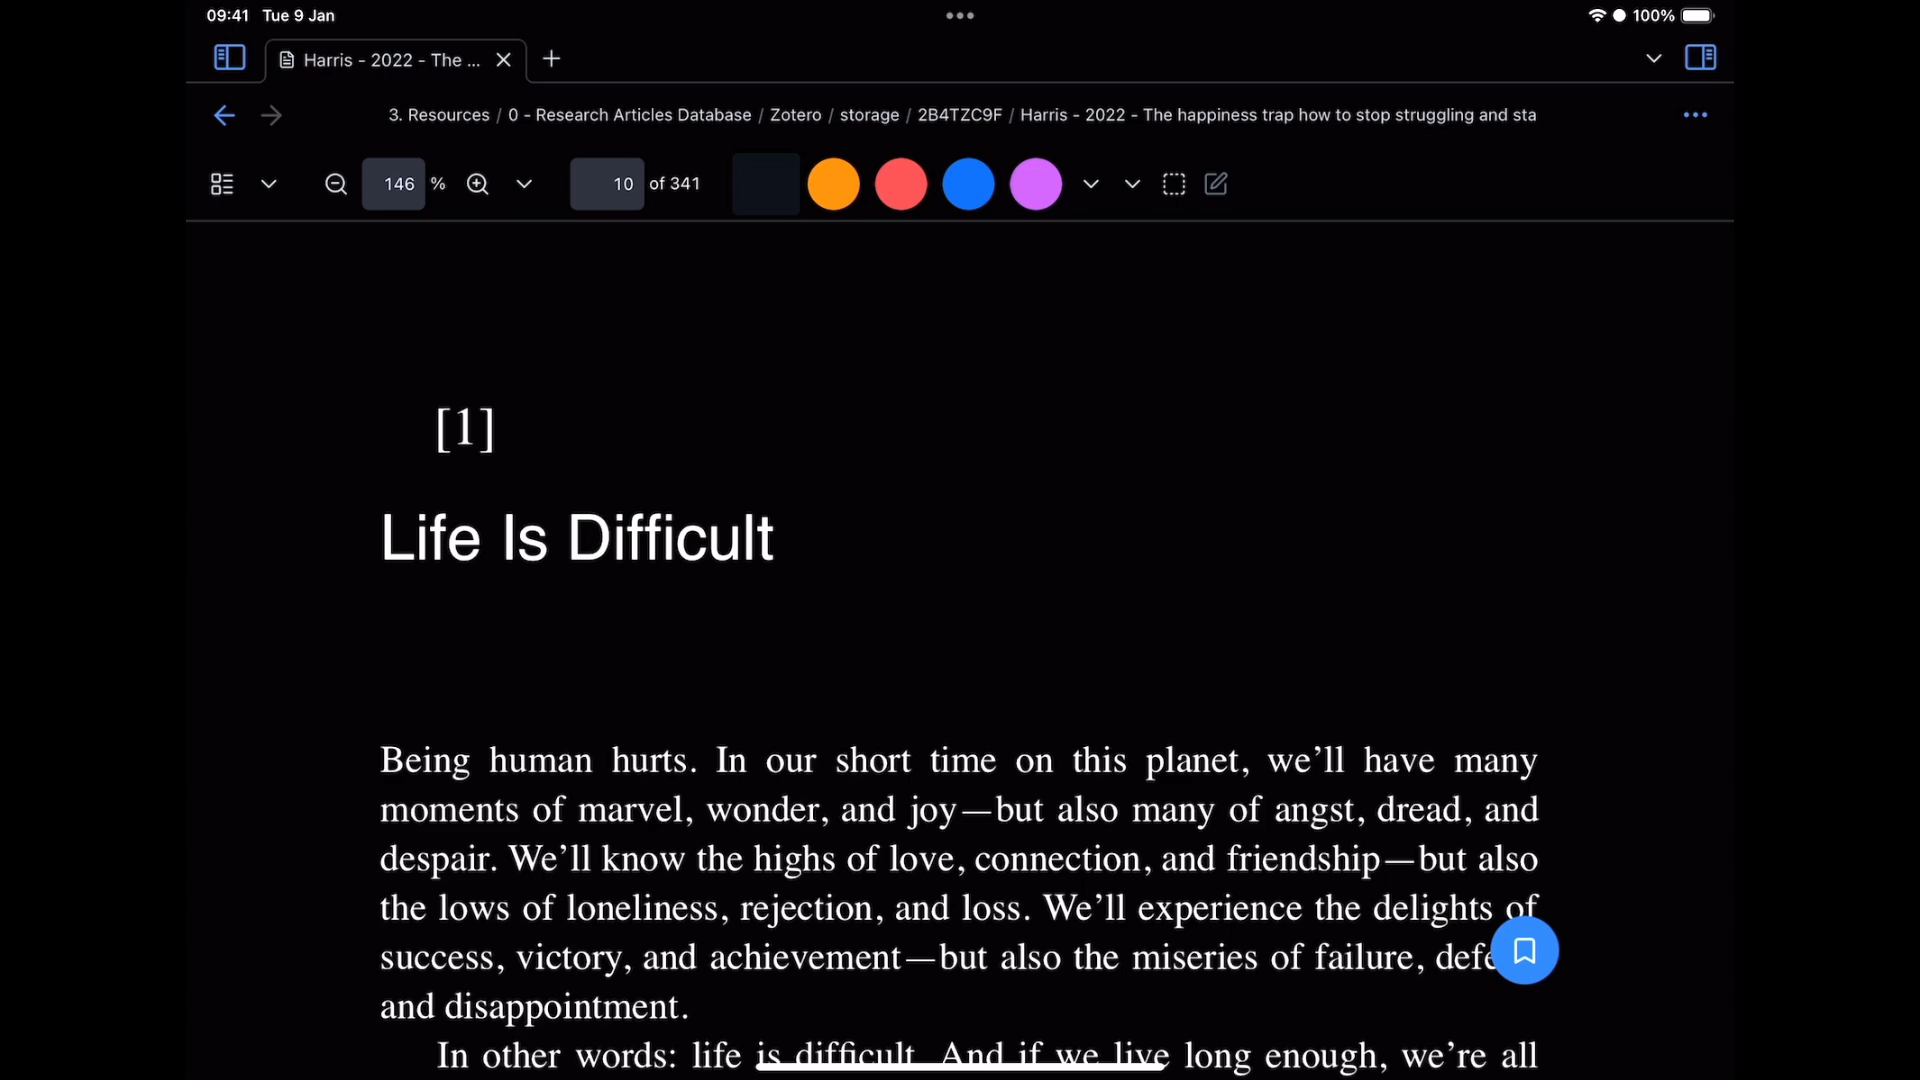 09:41 Tue 9 Jan 100%
Harris - 2022 - The ...
3. Resources / 0 - Research Articles Database / Zotero / storage / 2B4TZC9F / Harris - 2022 - The happiness trap how to stop struggling and sta
146 % 10 of 341
[1]
Life Is Difficult
Being human hurts. In our short time on this planet, we’ll have many
moments of marvel, wonder, and joy—but also many of angst, dread, and
despair. We’ll know the highs of love, connection, and friendship—but also
the lows of loneliness, rejection, and loss. We’ll experience the delights of
success, victory, and achievement—but also the miseries of failure,
and disappointment.
In other words: life is difficult. And if we live long enough, we’re all